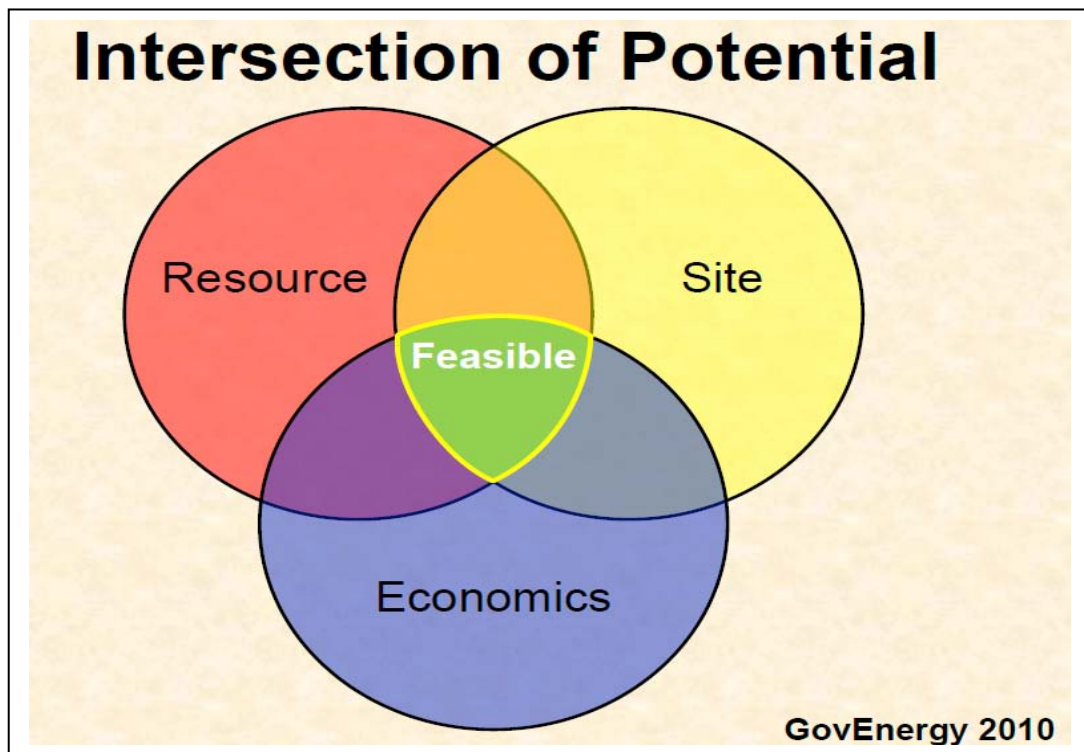 Intersection of Potential
Resource
Site
Feasible
Economics
GovEnergy 2010